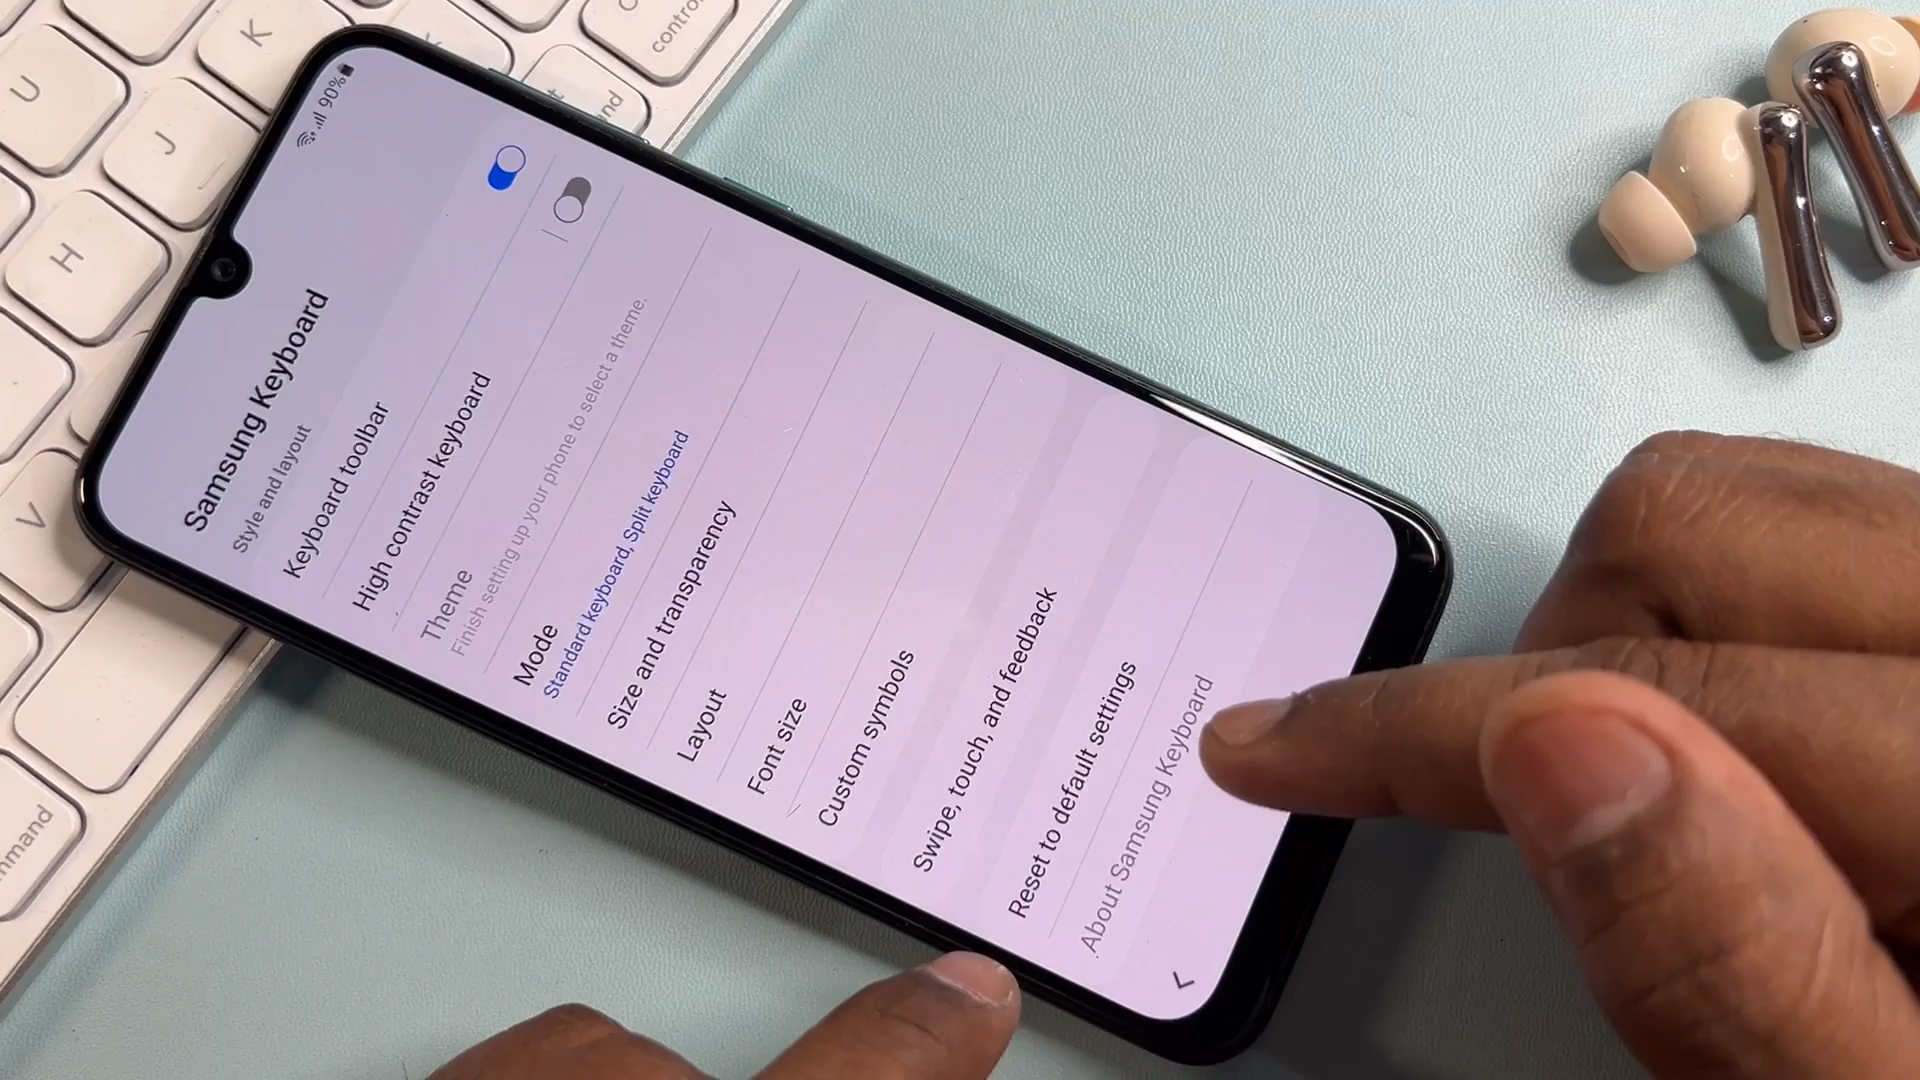 90%
Samsung Keyboard
Style and layout
Keyboard toolbar
High contrast keyboard
Theme
Finish setting up your phone to select a theme.
Mode
Standard keyboard, Split keyboard
Size and transparency
Layout
Font size
Custom symbols
Swipe, touch, and feedback
Reset to default settings
About Samsung Keyboard
U
K
J
H
V
control